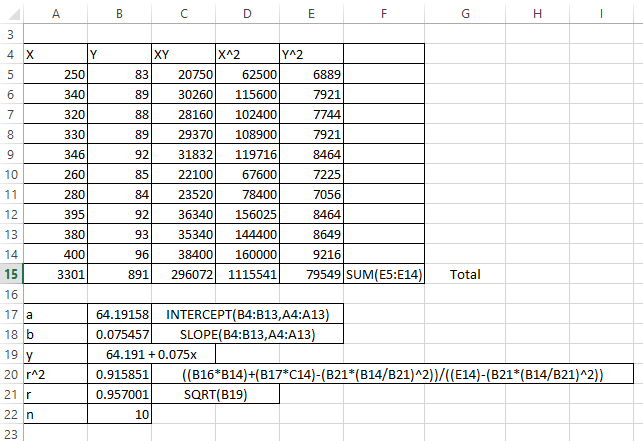 A B C D E F G H I
3
4 X Y XY X^2 Y^2
5 250 83 20750 62500 6889
6 340 89 30260 115600 7921
7 320 88 28160 102400 7744
8 330 89 29370 108900 7921
9 346 92 31832 119716 8464
10 260 85 22100 67600 7225
11 280 84 23520 78400 7056
12 395 92 36340 156025 8464
13 380 93 35340 144400 8649
14 400 96 38400 160000 9216
15 3301 891 296072 1115541 79549 SUM(E5:E14) Total
16
17 a 64.19158 INTERCEPT(B4:B13,A4:A13)
18 b 0.075457 SLOPE(B4:B13,A4:A13)
19 y 64.191 + 0.075x
20 r^2 0.915851 ((B16*B14)+(B17*C14)-(B21*(B14/B21)^2))/((E14)-(B21*(B14/B21)^2))
21 r 0.957001 SQRT(B19)
22 n 10
23